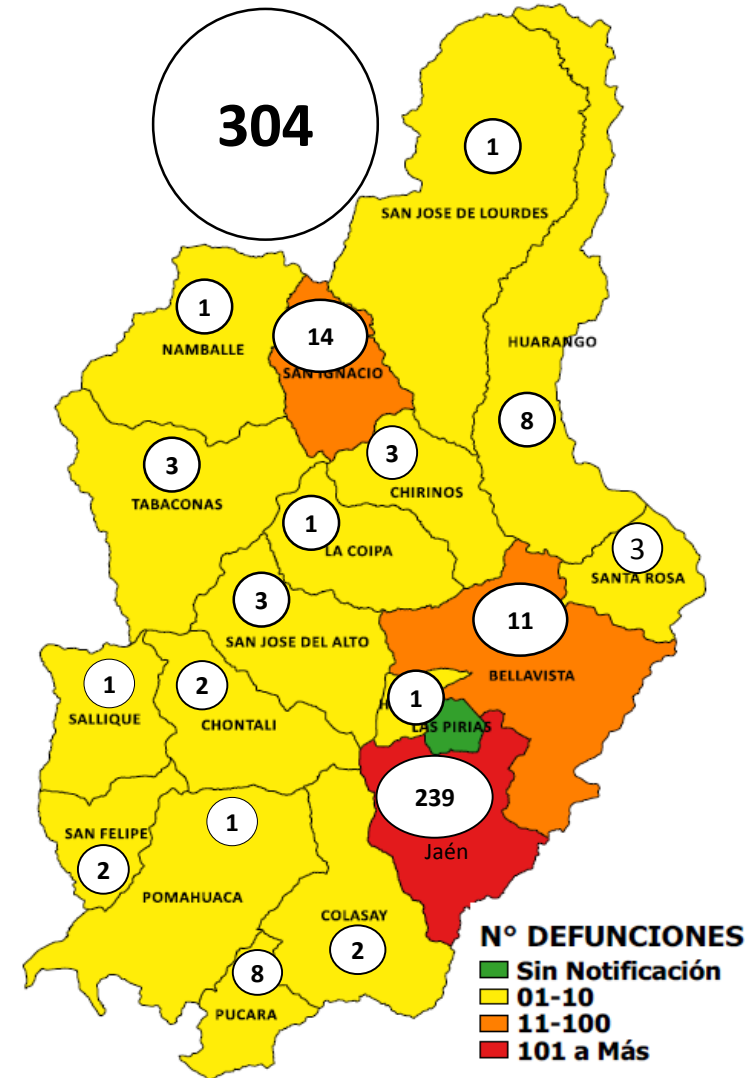 304
1
SAN JOSE DE LOURDES
1
NAMBALLE
14
SAN IGNACIO
HUARANGO
8
3
TABACONAS
3
CHIRINOS
1
LA COIPA
3
SANTA ROSA
3
SAN JOSE DEL ALTO
11
BELLAVISTA
1
SALLIQUE
2
CHONTALI
1
LAS PIRIAS
239
Jaén
1
SAN FELIPE
2
POMAHUACA
COLASAY
2
8
PUCARA
N° DEFUNCIONES
Sin Notificación
01-10
11-100
101 a Más